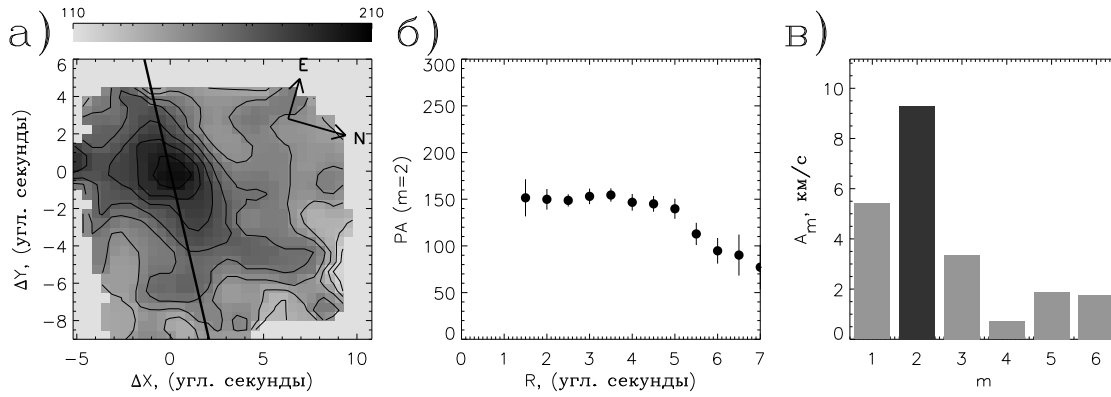 110 210
а) б) в)
6
4
2
0
−2
−4
−6
−8
ΔY, (угл. секунды)
E
N
−5 0 5 10
ΔX, (угл. секунды)
300
250
200
150
100
50
0
PA (m=2)
0 1 2 3 4 5 6 7
R, (угл. секунды)
10
8
6
4
2
0
Am, км/с
1 2 3 4 5 6
m